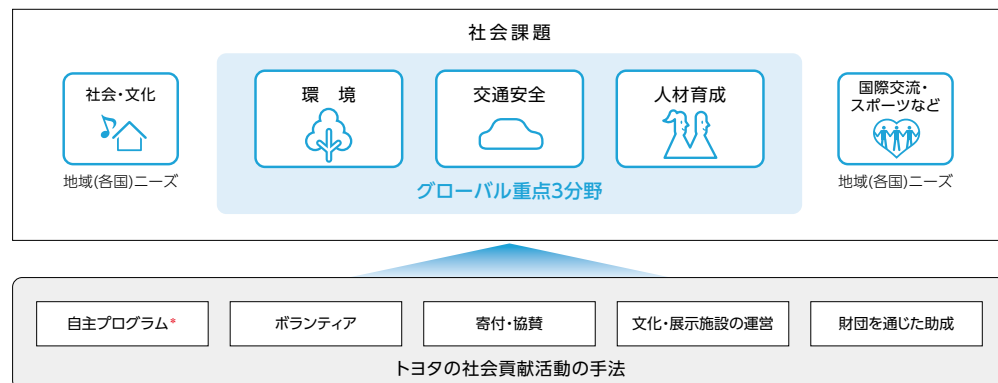 社会課題
社会・文化
環　境
交通安全
人材育成
国際交流・
スポーツなど
地域(各国)ニーズ
グローバル重点3分野
地域(各国)ニーズ
自主プログラム*
ボランティア
寄付・協賛
文化・展示施設の運営
財団を通じた助成
トヨタの社会貢献活動の手法